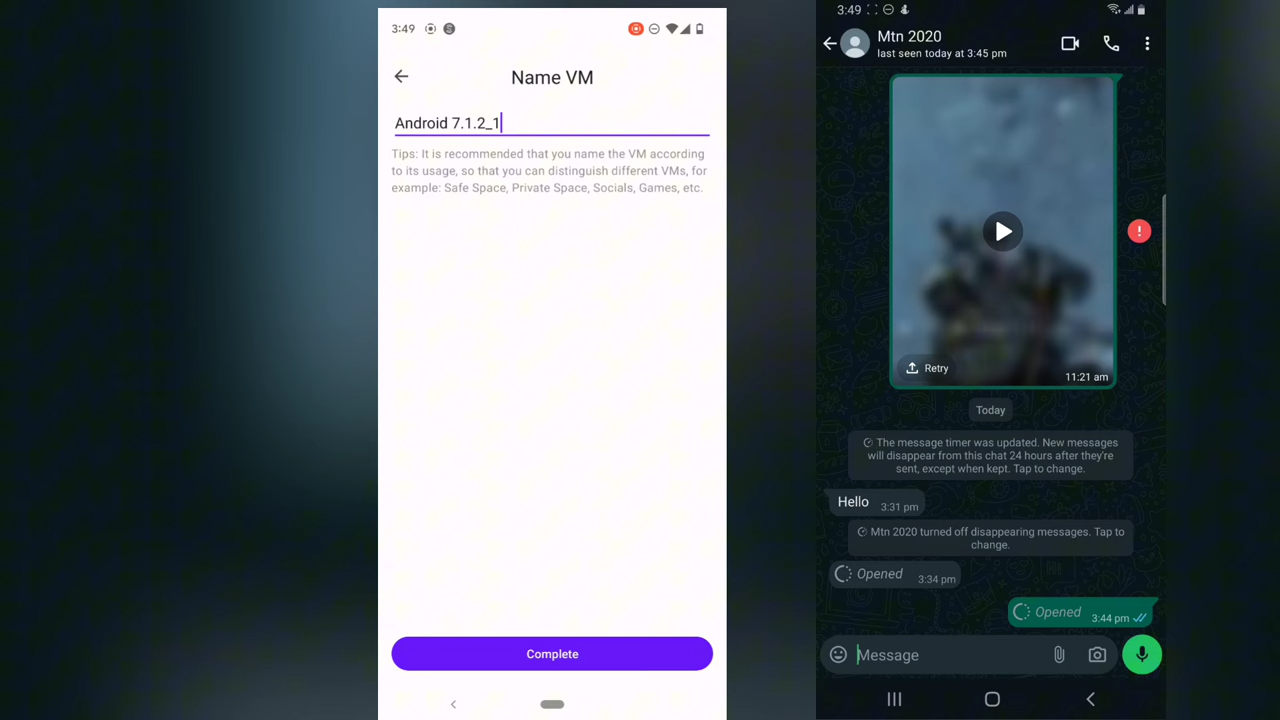 3:49
Name VM
Android 7.1.2_1
Tips: It is recommended that you name the VM according
to its usage, so that you can distinguish different VMs, for
example: Safe Space, Private Space, Socials, Games, etc.
Complete
3:49
Mtn 2020
last seen today at 3:45 pm
Retry
11:21 am
Today
The message timer was updated. New messages
will disappear from this chat 24 hours after they're
sent, except when kept. Tap to change.
Hello 3:31 pm
Mtn 2020 turned off disappearing messages. Tap to
change.
Opened 3:34 pm
Opened 3:44 pm
Message